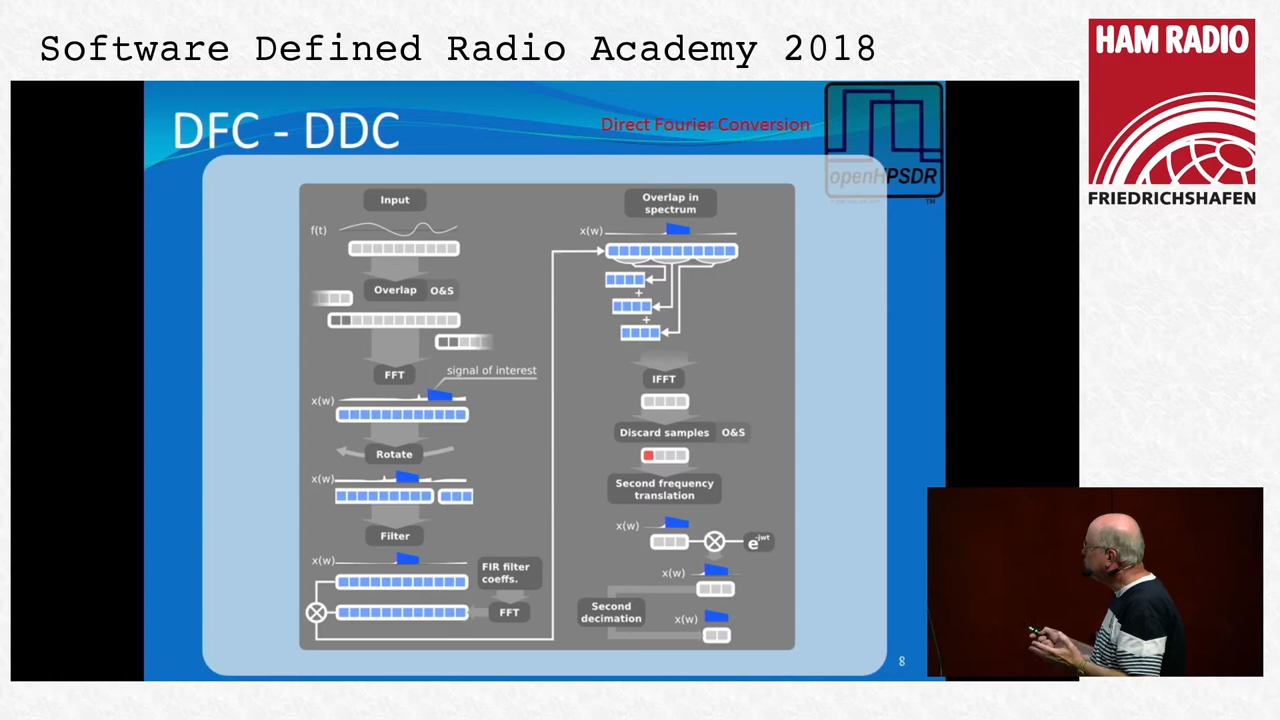 Software Defined Radio Academy 2018
HAM RADIO
FRIEDRICHSHAFEN
DFC - DDC
Direct Fourier Conversion
openHPSDR
TM
Input
f(t)
Overlap O&S
FFT
signal of interest
x(w)
Rotate
x(w)
Filter
x(w)
FIR filter
coeffs.
FFT
Overlap in
spectrum
x(w)
+
+
IFFT
Discard samples O&S
Second frequency
translation
x(w)
e-jwt
x(w)
Second
decimation
x(w)
8